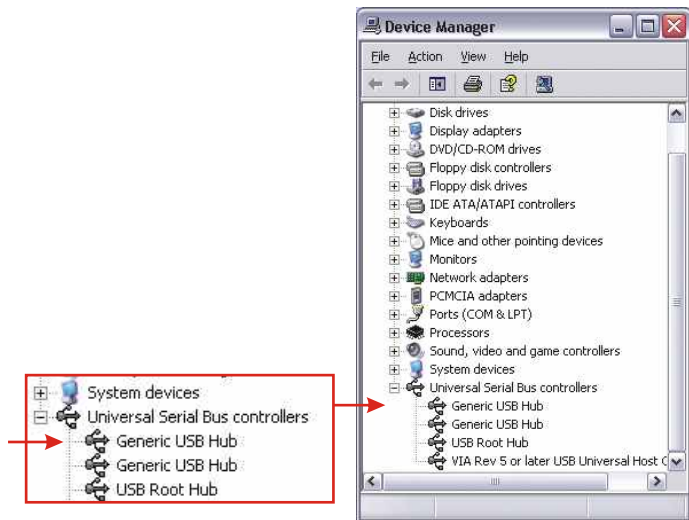 Device Manager
File Action View Help
Disk drives
Display adapters
DVD/CD-ROM drives
Floppy disk controllers
Floppy disk drives
IDE ATA/ATAPI controllers
Keyboards
Mice and other pointing devices
Monitors
Network adapters
PCMCIA adapters
Ports (COM & LPT)
Processors
Sound, video and game controllers
System devices
Universal Serial Bus controllers
Generic USB Hub
Generic USB Hub
USB Root Hub
VIA Rev 5 or later USB Universal Host C
System devices
Universal Serial Bus controllers
Generic USB Hub
Generic USB Hub
USB Root Hub